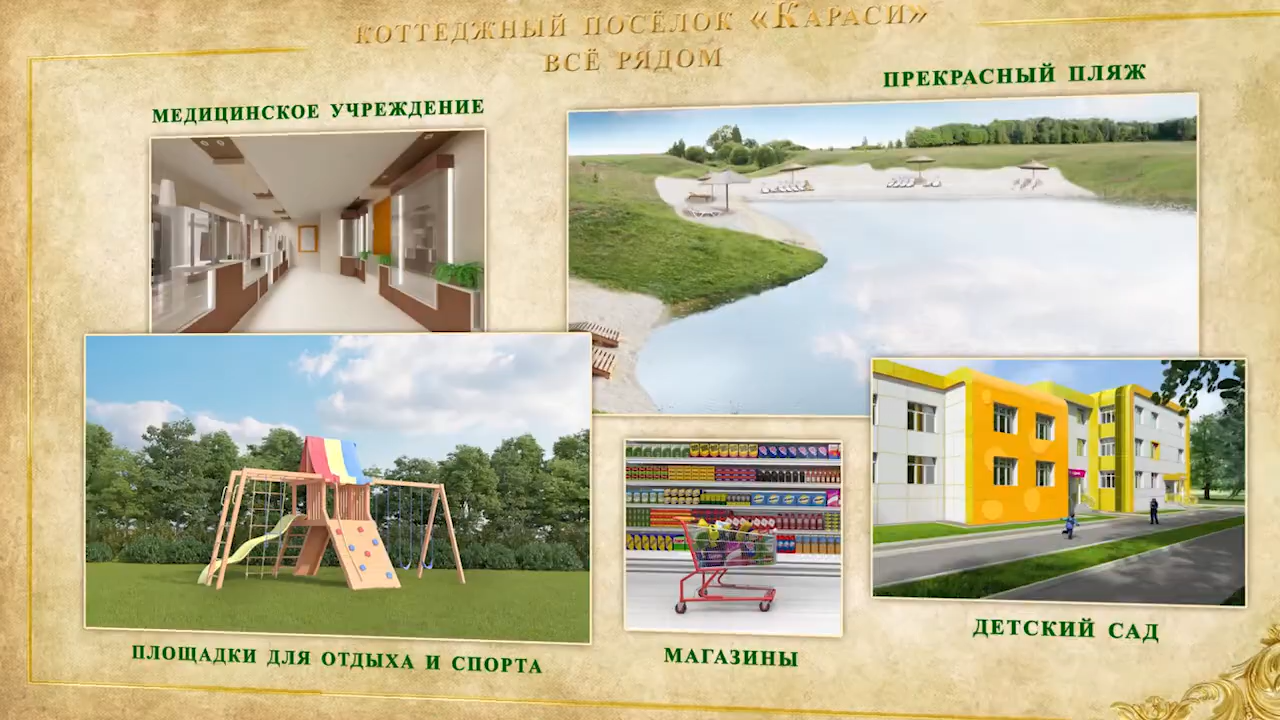 КОТТЕДЖНЫЙ ПОСЁЛОК «КАРАСИ»
ВСЁ РЯДОМ
МЕДИЦИНСКОЕ УЧРЕЖДЕНИЕ
ПРЕКРАСНЫЙ ПЛЯЖ
ПЛОЩАДКИ ДЛЯ ОТДЫХА И СПОРТА
МАГАЗИНЫ
ДЕТСКИЙ САД